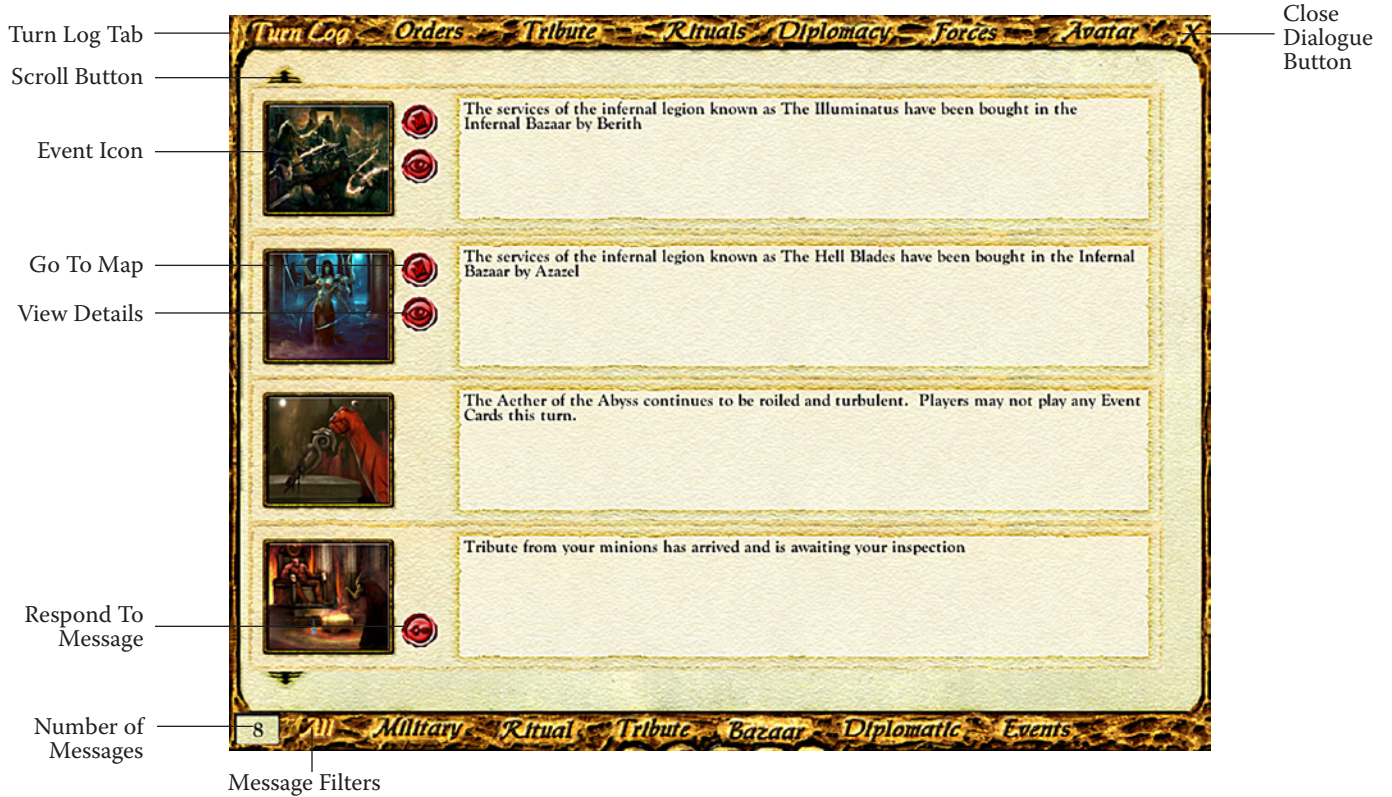 Close
Dialogue
Button
Turn Log Tab
Turn Log Orders Tribute Rituals Diplomacy Forces Avatar X
Scroll Button
The services of the infernal legion known as The Illuminatus have been bought in the
Infernal Bazaar by Berith
Event Icon
The services of the infernal legion known as The Hell Blades have been bought in the Infernal
Bazaar by Azazel
Go To Map
View Details
The Aether of the Abyss continues to be roiled and turbulent.  Players may not play any Event
Cards this turn.
Tribute from your minions has arrived and is awaiting your inspection
Respond To
Message
Number of
Messages
8 All Military Ritual Tribute Bazaar Diplomatic Events
Message Filters